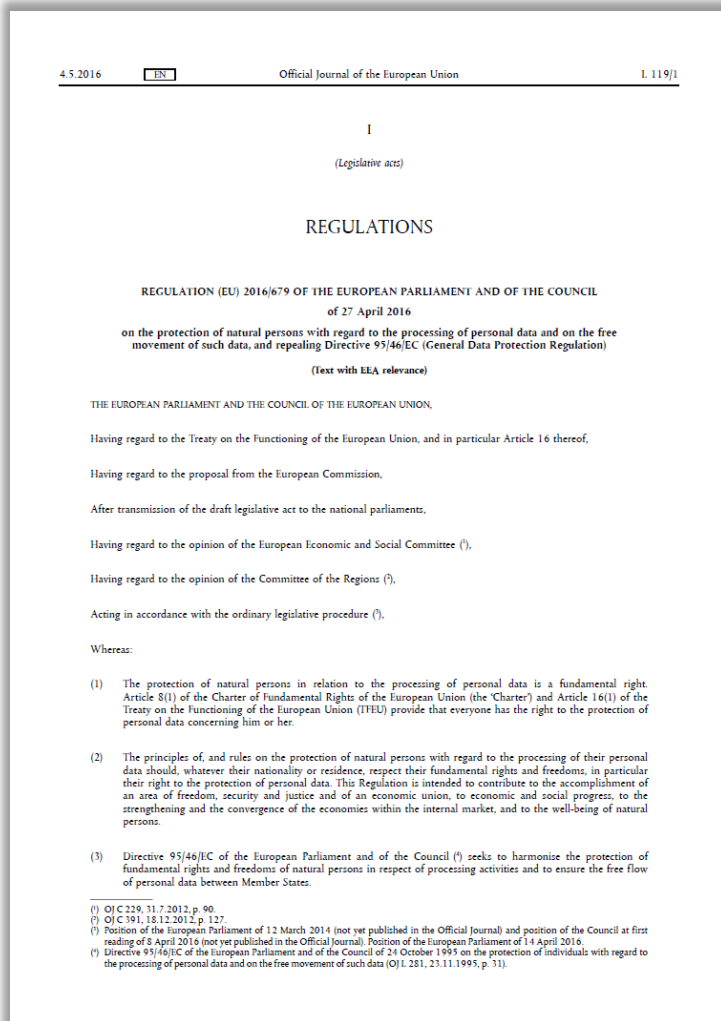 4.5.2016 EN Official Journal of the European Union L 119/1
I
(Legislative acts)
REGULATIONS
REGULATION (EU) 2016/679 OF THE EUROPEAN PARLIAMENT AND OF THE COUNCIL
of 27 April 2016
on the protection of natural persons with regard to the processing of personal data and on the free
movement of such data, and repealing Directive 95/46/EC (General Data Protection Regulation)
(Text with EEA relevance)
THE EUROPEAN PARLIAMENT AND THE COUNCIL OF THE EUROPEAN UNION,
Having regard to the Treaty on the Functioning of the European Union, and in particular Article 16 thereof,
Having regard to the proposal from the European Commission,
After transmission of the draft legislative act to the national parliaments,
Having regard to the opinion of the European Economic and Social Committee (¹),
Having regard to the opinion of the Committee of the Regions (²),
Acting in accordance with the ordinary legislative procedure (³),
Whereas:
(1) The protection of natural persons in relation to the processing of personal data is a fundamental right.
Article 8(1) of the Charter of Fundamental Rights of the European Union (the ‘Charter’) and Article 16(1) of the
Treaty on the Functioning of the European Union (TFEU) provide that everyone has the right to the protection of
personal data concerning him or her.
(2) The principles of, and rules on the protection of natural persons with regard to the processing of their personal
data should, whatever their nationality or residence, respect their fundamental rights and freedoms, in particular
their right to the protection of personal data. This Regulation is intended to contribute to the accomplishment of
an area of freedom, security and justice and of an economic union, to economic and social progress, to the
strengthening and the convergence of the economies within the internal market, and to the well-being of natural
persons.
(3) Directive 95/46/EC of the European Parliament and of the Council (⁴) seeks to harmonise the protection of
fundamental rights and freedoms of natural persons in respect of processing activities and to ensure the free flow
of personal data between Member States.
(¹) OJ C 229, 31.7.2012, p. 90.
(²) OJ C 391, 18.12.2012, p. 127.
(³) Position of the European Parliament of 12 March 2014 (not yet published in the Official Journal) and position of the Council at first
reading of 8 April 2016 (not yet published in the Official Journal). Position of the European Parliament of 14 April 2016.
(⁴) Directive 95/46/EC of the European Parliament and of the Council of 24 October 1995 on the protection of individuals with regard to
the processing of personal data and on the free movement of such data (OJ L 281, 23.11.1995, p. 31).